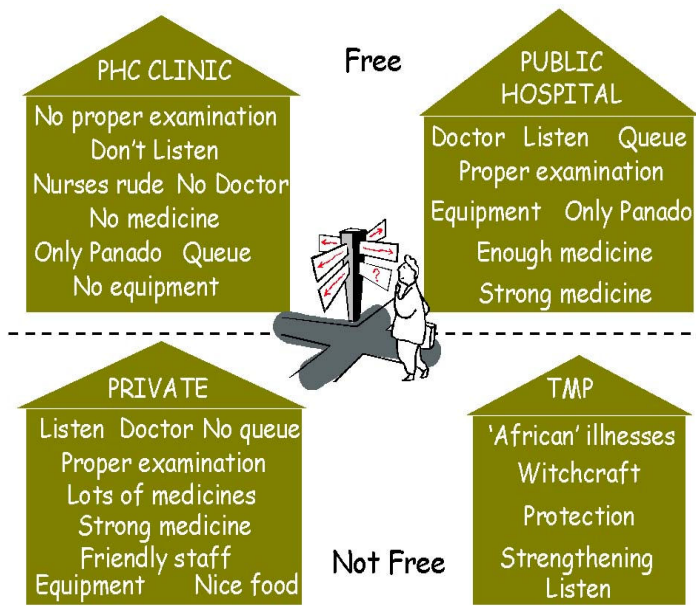 PHC CLINIC
No proper examination
Don't Listen
Nurses rude No Doctor
No medicine
Only Panado Queue
No equipment
Free
PUBLIC
HOSPITAL
Doctor Listen Queue
Proper examination
Equipment Only Panado
Enough medicine
Strong medicine
?
PRIVATE
Listen Doctor No queue
Proper examination
Lots of medicines
Strong medicine
Friendly staff
Equipment Nice food
Not Free
TMP
'African' illnesses
Witchcraft
Protection
Strengthening
Listen